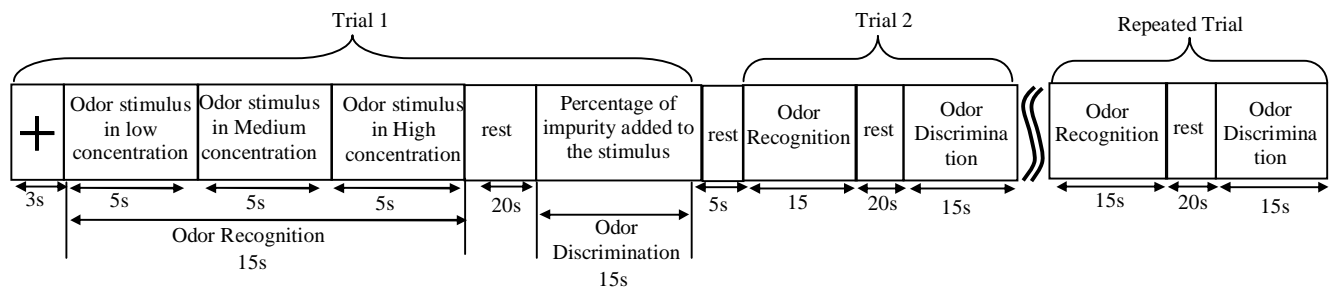 Trial 1
Trial 2
Repeated Trial
+
Odor stimulus
in low
concentration
Odor stimulus
in Medium
concentration
Odor stimulus
in High
concentration
rest
Percentage of
impurity added to
the stimulus
rest
Odor
Recognition
rest
Odor
Discrimina
tion
Odor
Recognition
rest
Odor
Discrimina
tion
3s
5s
5s
5s
20s
5s
15
20s
15s
15s
20s
15s
Odor Recognition
15s
Odor
Discrimination
15s